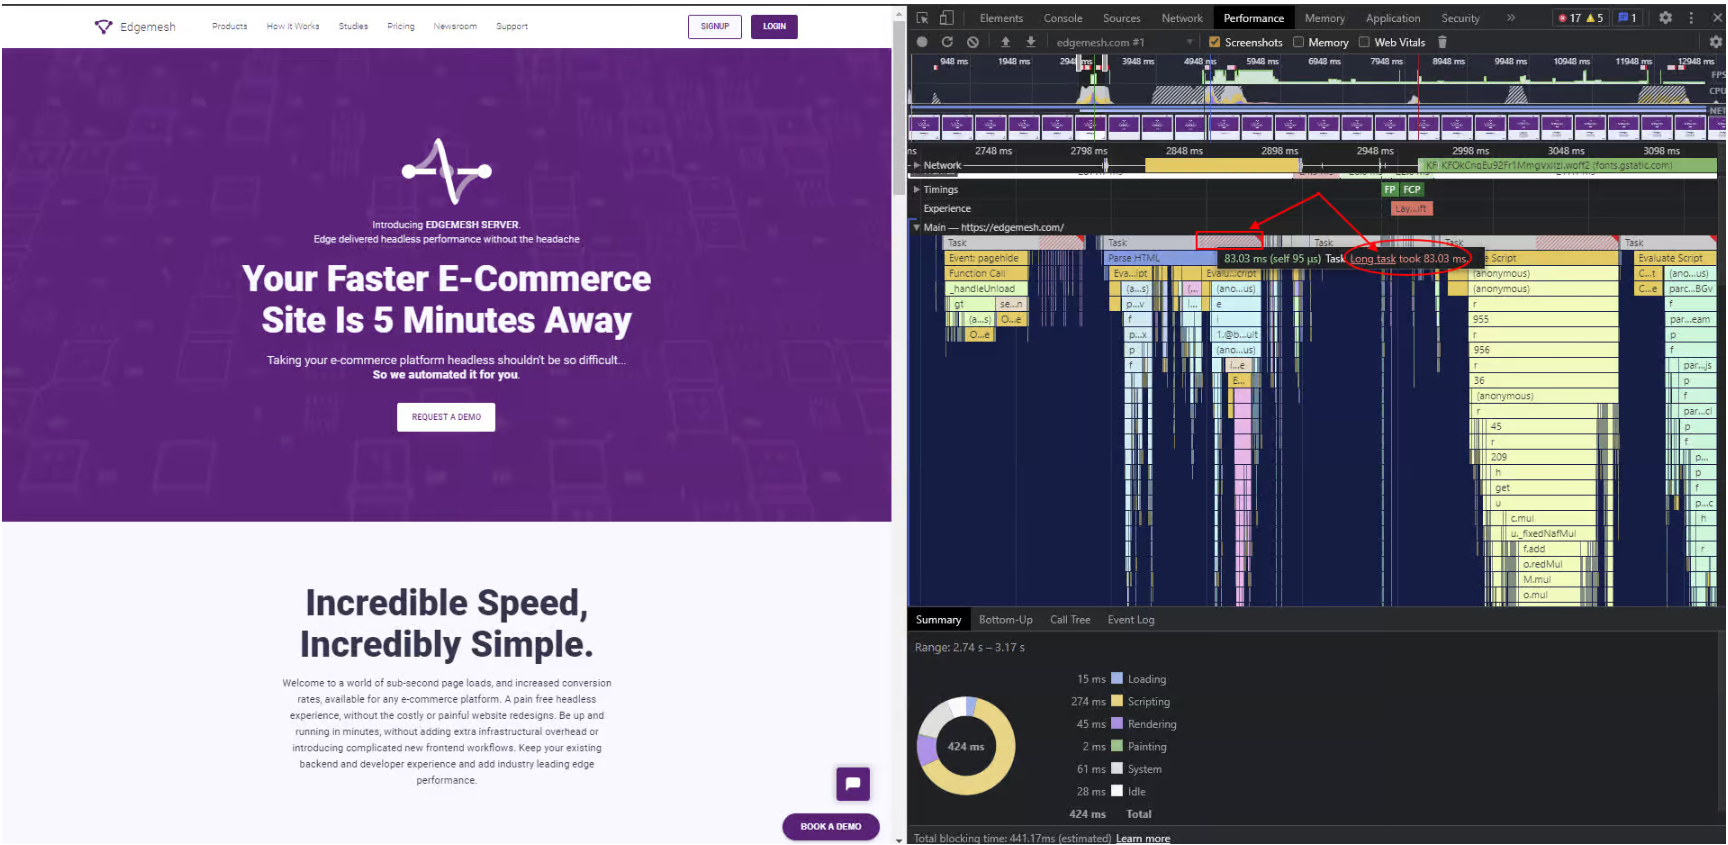 Edgemesh
Products How It Works Studies Pricing Newsroom Support
SIGNUP LOGIN
Introducing EDGEMESH SERVER.
Edge delivered headless performance without the headache
Your Faster E-Commerce
Site Is 5 Minutes Away
Taking your e-commerce platform headless shouldn't be so difficult...
So we automated it for you.
REQUEST A DEMO
Incredible Speed,
Incredibly Simple.
Welcome to a world of sub-second page loads, and increased conversion
rates, available for any e-commerce platform. A pain free headless
experience, without the costly or painful website redesigns. Be up and
running in minutes, without adding extra infrastructural overhead or
introducing complicated new frontend workflows. Keep your existing
backend and developer experience and add industry leading edge
performance.
BOOK A DEMO
Elements Console Sources Network Performance Memory Application Security » 17 5 1
edgemesh.com #1 Screenshots Memory Web Vitals
948 ms 1948 ms 2948 ms 3948 ms 4948 ms 5948 ms 6948 ms 7948 ms 8948 ms 9948 ms 10948 ms 11948 ms 12948 ms
FPS
CPU
NET
ms 2748 ms 2798 ms 2848 ms 2898 ms 2948 ms 2998 ms 3048 ms 3098 ms
Network
(fonts.gstatic.com)
Timings FP FCP
Experience Lay...ift
Main — https://edgemesh.com/
Task Task Task Task Task
Event: pagehide Parse HTML 83.03 ms (self 95 µs) Task Long task took 83.03 ms. e Script Evaluate Script
Function Call Eva...ipt Evalu...cript (anonymous) C...t (ano...us)
_handleUnload (a...s) (... (ano...us) (anonymous) C...e parc...BGv
gt se...n p...v I... e r f
(a...s) O...e f i 955 par...eam
O...e p...x 1.@b...ult r p
p (ano...us) 956 f
f i...e r par...js
E... 36 p
(anonymous) f
r par...ci
45 p
r f
209 p...
h p
get f
u p...c
c.mul h
u._fixedNafMul
f.add r
o.redMul
M.mul
o.mul
Summary Bottom-Up Call Tree Event Log
Range: 2.74 s – 3.17 s
15 ms Loading
274 ms Scripting
45 ms Rendering
424 ms
2 ms Painting
61 ms System
28 ms Idle
424 ms Total
Total blocking time: 441.17ms (estimated) Learn more